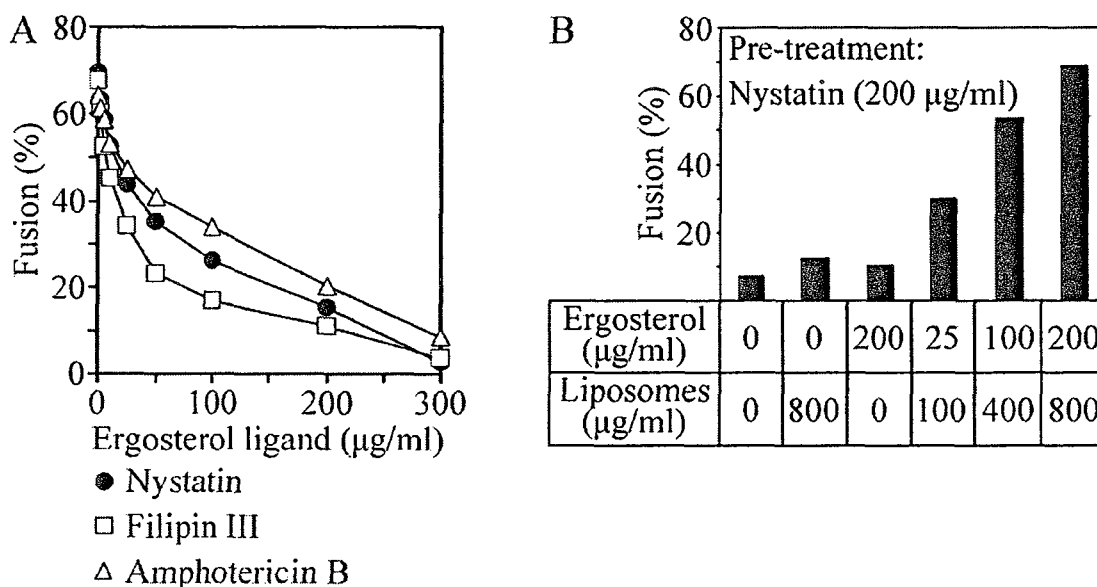 A
80
60
40
20
0
Fusion (%)
0 100 200 300
Ergosterol ligand (µg/ml)
● Nystatin
□ Filipin III
△ Amphotericin B
B
80
60
40
20
Fusion (%)
Pre-treatment:
Nystatin (200 µg/ml)
Ergosterol
(µg/ml)
0 0 200 25 100 200
Liposomes
(µg/ml)
0 800 0 100 400 800